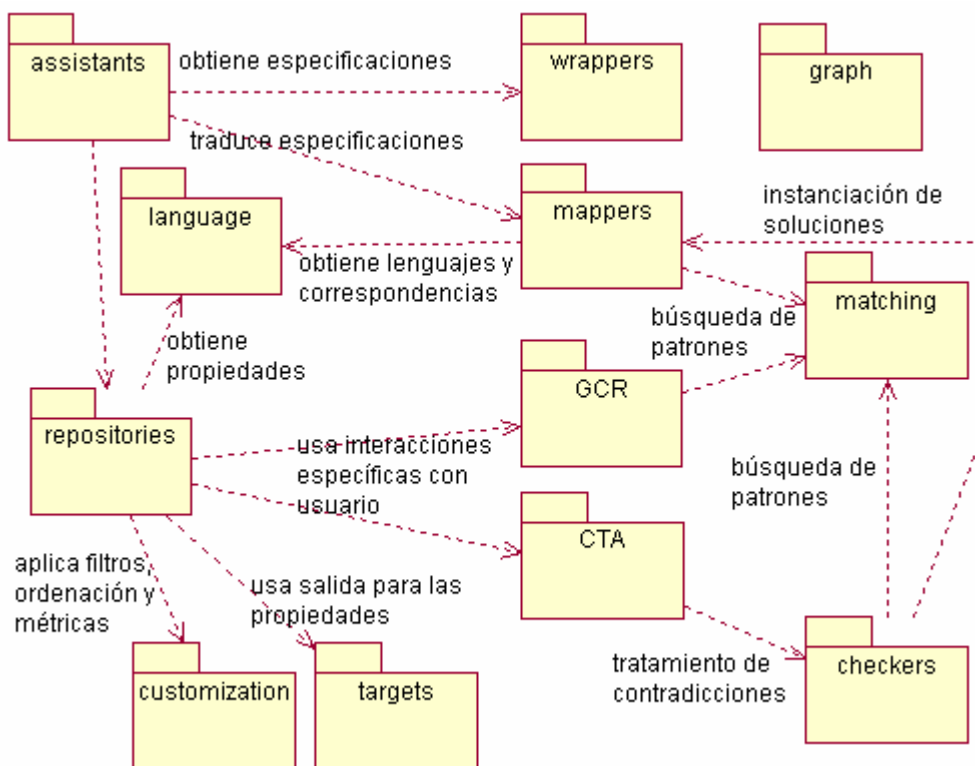 assistants
obtiene especificaciones
wrappers
graph
traduce especificaciones
language
mappers
instanciación de
soluciones
obtiene lenguajes y
correspondencias
matching
obtiene
propiedades
búsqueda de
patrones
GCR
repositories
usa interacciones
específicas con
usuario
búsqueda de
patrones
CTA
aplica filtros,
ordenación y
métricas
usa salida para las
propiedades
tratamiento de
contradicciones
checkers
customization
targets